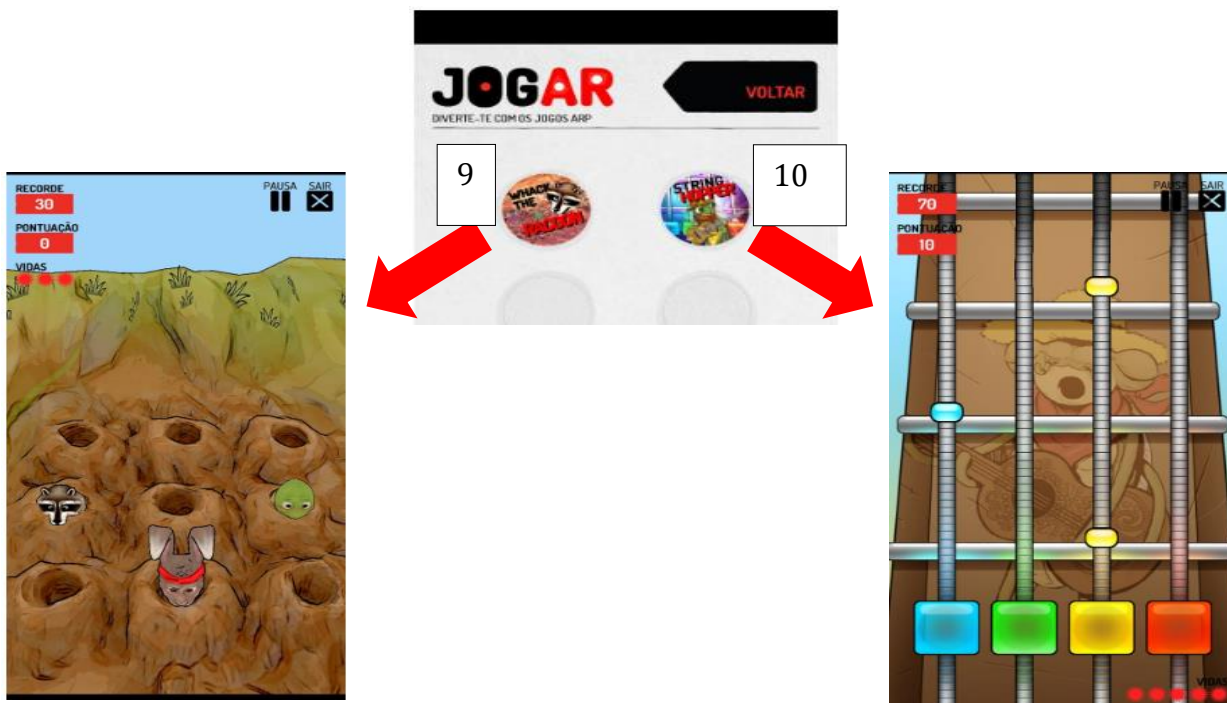 JOGAR
DIVERTE-TE COM OS JOGOS ARP
VOLTAR
9
WHACK
THE
RACOON
STRING
HOPPER
10
RECORDE
30
PONTUAÇÃO
0
VIDAS
PAUSA SAIR
RECORDE
70
PONTUAÇÃO
10
PAUSA SAIR
VIDAS